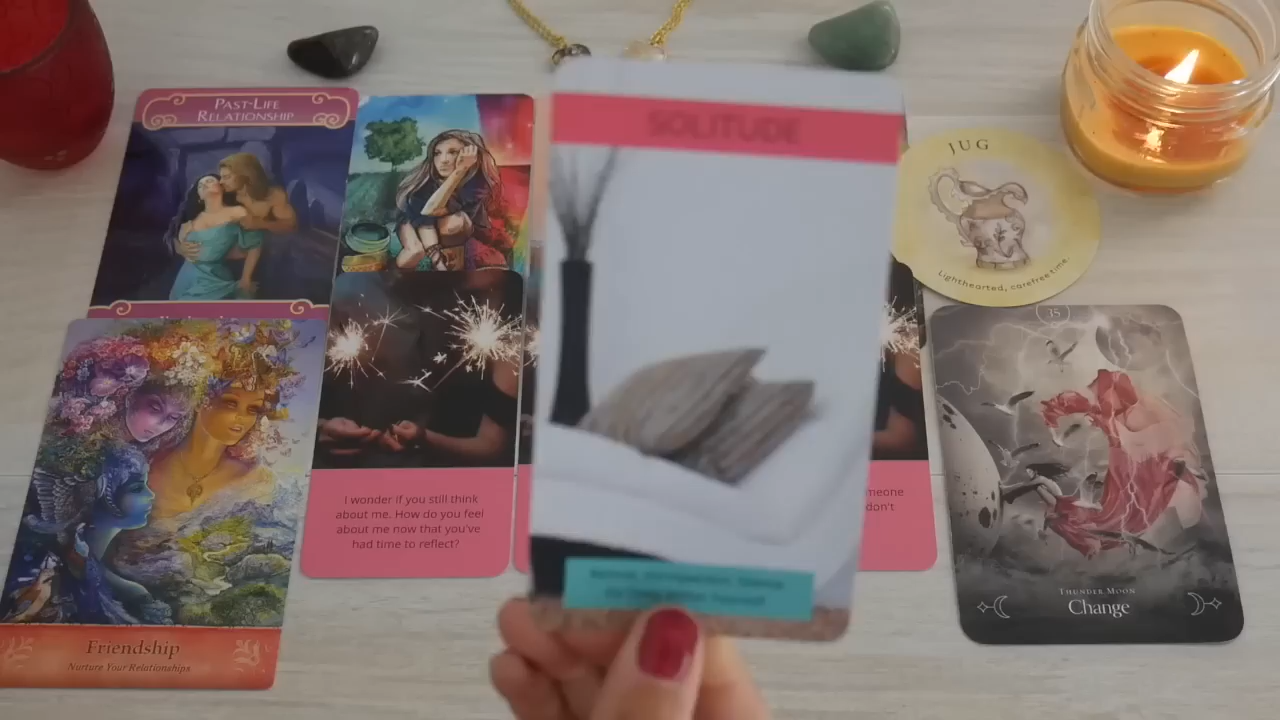 PAST-LIFE
RELATIONSHIP
SOLITUDE
JUG
Lighthearted, carefree time.
35
I wonder if you still think
about me. How do you feel
about me now that you've
had time to reflect?
meone
don't
THUNDER MOON
Change
Friendship
Nurture Your Relationships